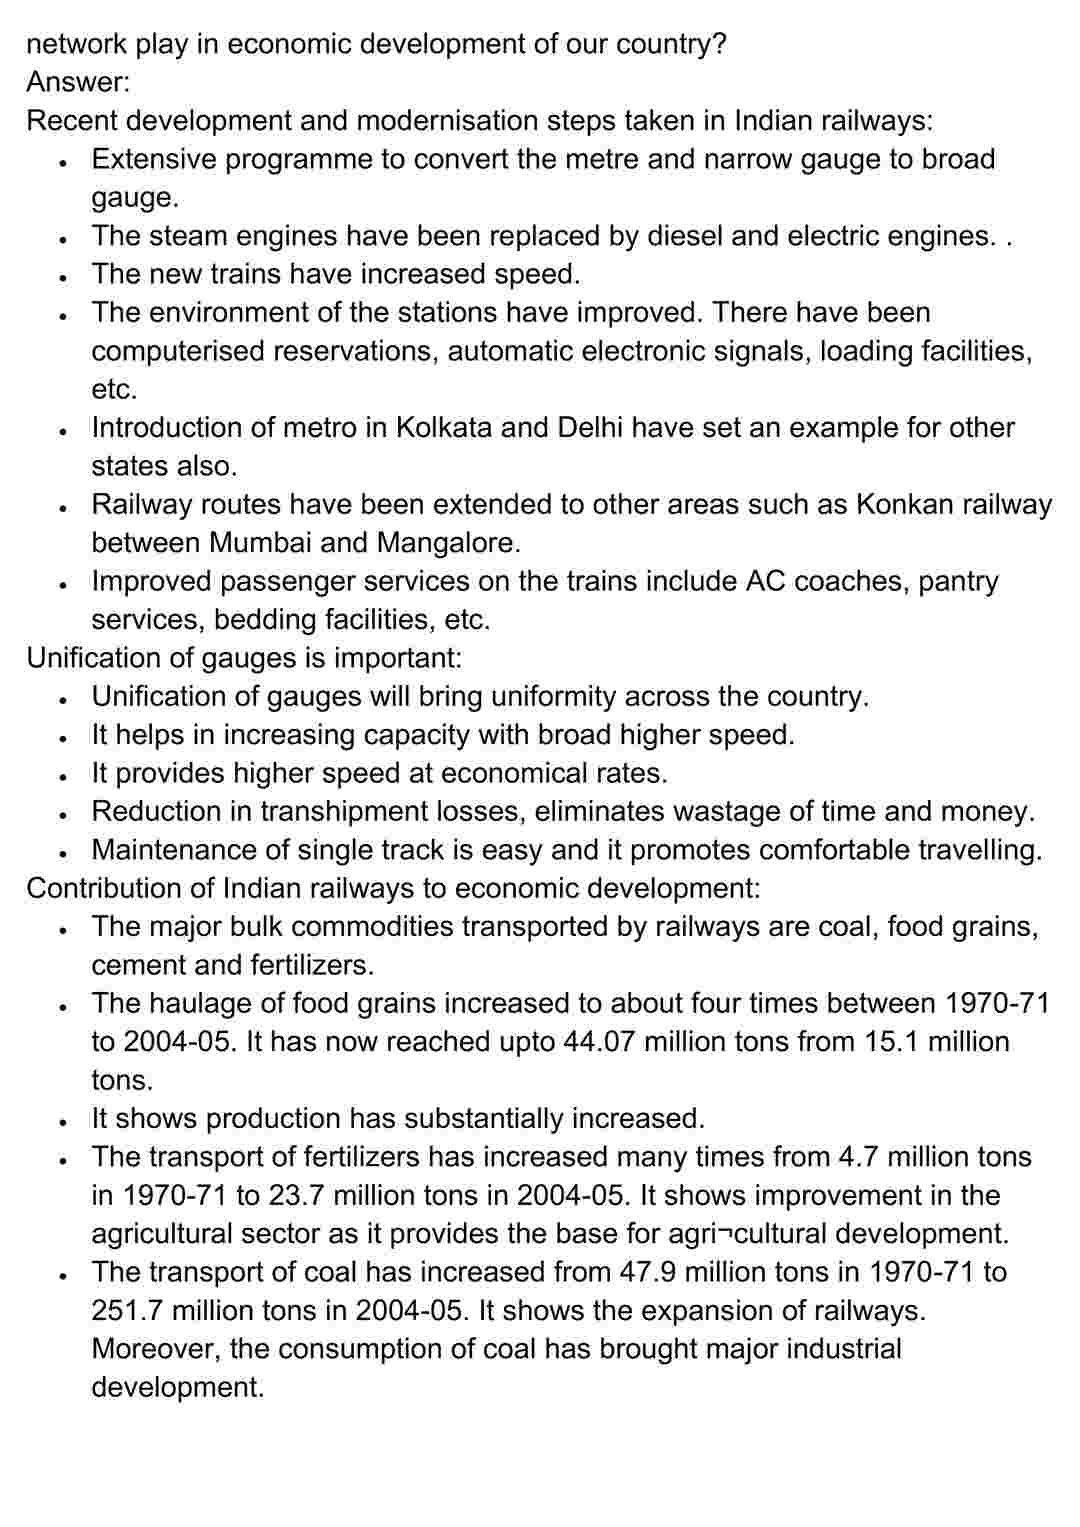 network play in economic development of our country?
Answer:
Recent development and modernisation steps taken in Indian railways:
• Extensive programme to convert the metre and narrow gauge to broad
gauge.
• The steam engines have been replaced by diesel and electric engines. .
• The new trains have increased speed.
• The environment of the stations have improved. There have been
computerised reservations, automatic electronic signals, loading facilities,
etc.
• Introduction of metro in Kolkata and Delhi have set an example for other
states also.
• Railway routes have been extended to other areas such as Konkan railway
between Mumbai and Mangalore.
• Improved passenger services on the trains include AC coaches, pantry
services, bedding facilities, etc.
Unification of gauges is important:
• Unification of gauges will bring uniformity across the country.
• It helps in increasing capacity with broad higher speed.
• It provides higher speed at economical rates.
• Reduction in transhipment losses, eliminates wastage of time and money.
• Maintenance of single track is easy and it promotes comfortable travelling.
Contribution of Indian railways to economic development:
• The major bulk commodities transported by railways are coal, food grains,
cement and fertilizers.
• The haulage of food grains increased to about four times between 1970-71
to 2004-05. It has now reached upto 44.07 million tons from 15.1 million
tons.
• It shows production has substantially increased.
• The transport of fertilizers has increased many times from 4.7 million tons
in 1970-71 to 23.7 million tons in 2004-05. It shows improvement in the
agricultural sector as it provides the base for agri¬cultural development.
• The transport of coal has increased from 47.9 million tons in 1970-71 to
251.7 million tons in 2004-05. It shows the expansion of railways.
Moreover, the consumption of coal has brought major industrial
development.